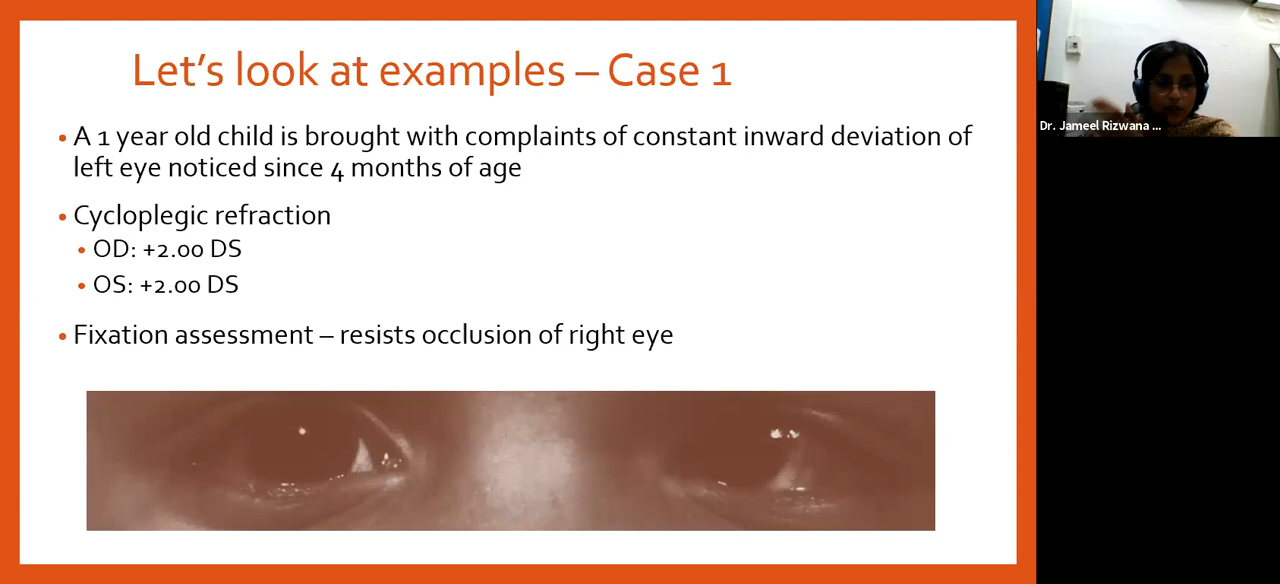 Let's look at examples – Case 1
• A 1 year old child is brought with complaints of constant inward deviation of
left eye noticed since 4 months of age
• Cycloplegic refraction
• OD: +2.00 DS
• OS: +2.00 DS
• Fixation assessment – resists occlusion of right eye
Dr. Jameel Rizwana ...